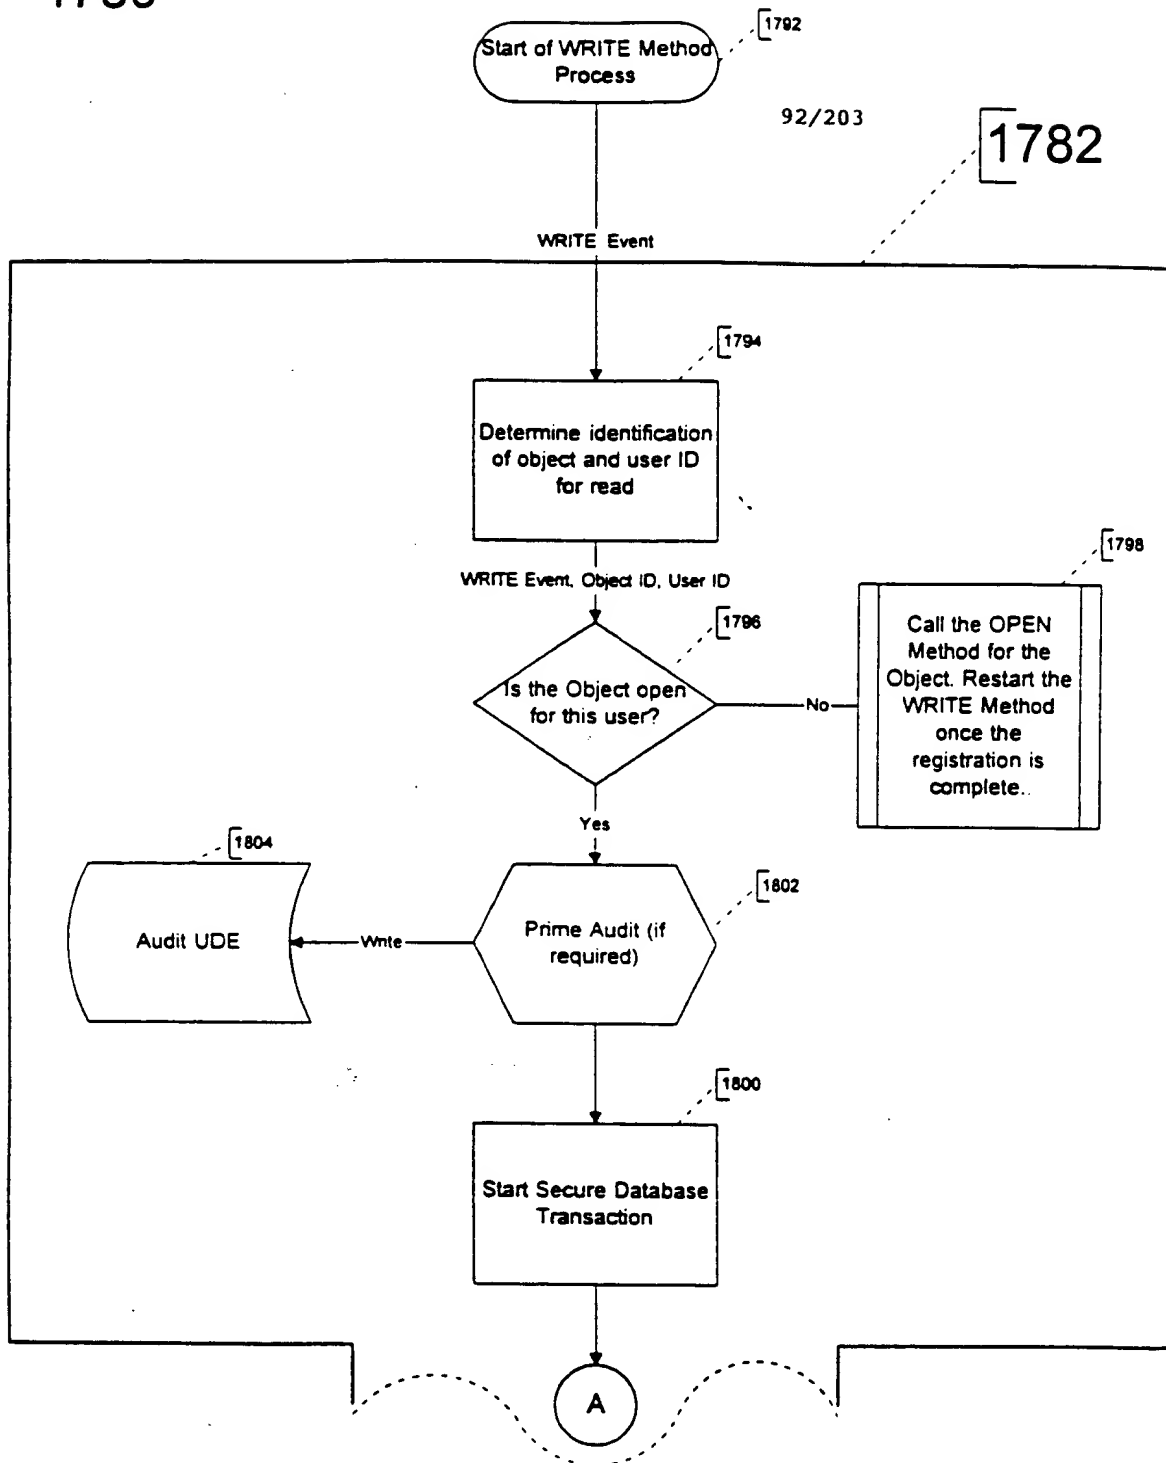 1792
Start of WRITE Method
Process
92/203
1782
WRITE Event
1794
Determine identification
of object and user ID
for read
WRITE Event, Object ID, User ID
1798
1796
Call the OPEN
Method for the
Object. Restart the
WRITE Method
once the
registration is
complete..
Is the Object open
for this user?
No
Yes
1804
1802
Audit UDE
Write
Prime Audit (if
required)
1800
Start Secure Database
Transaction
A